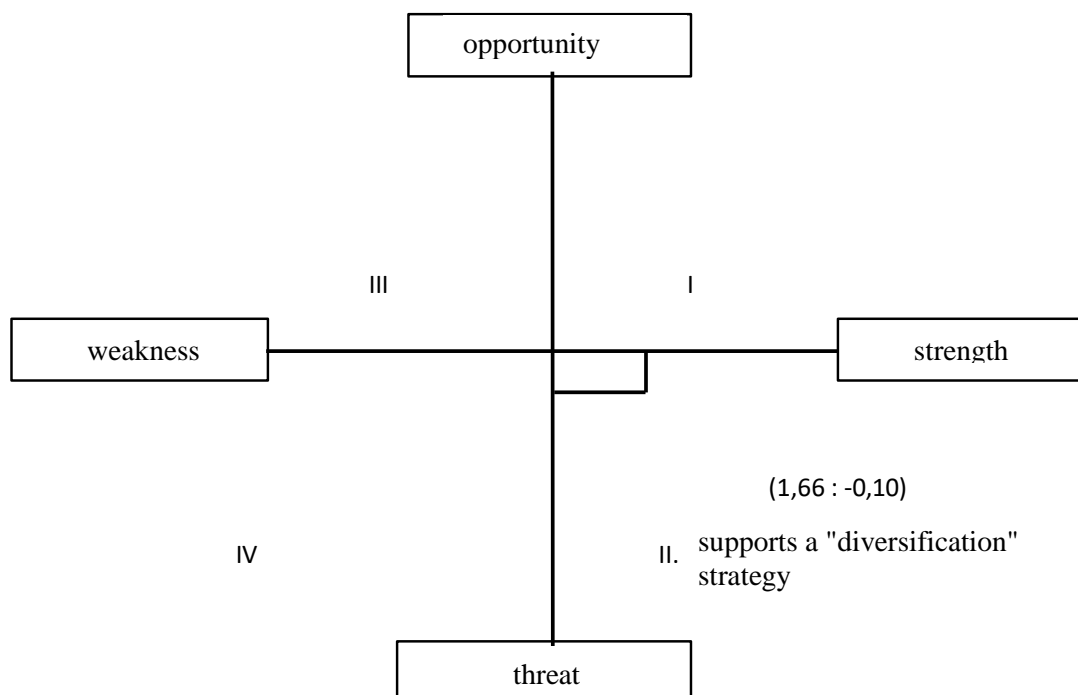 opportunity
III
I
weakness
strength
(1,66 : -0,10)
IV
II. supports a "diversification"
strategy
threat